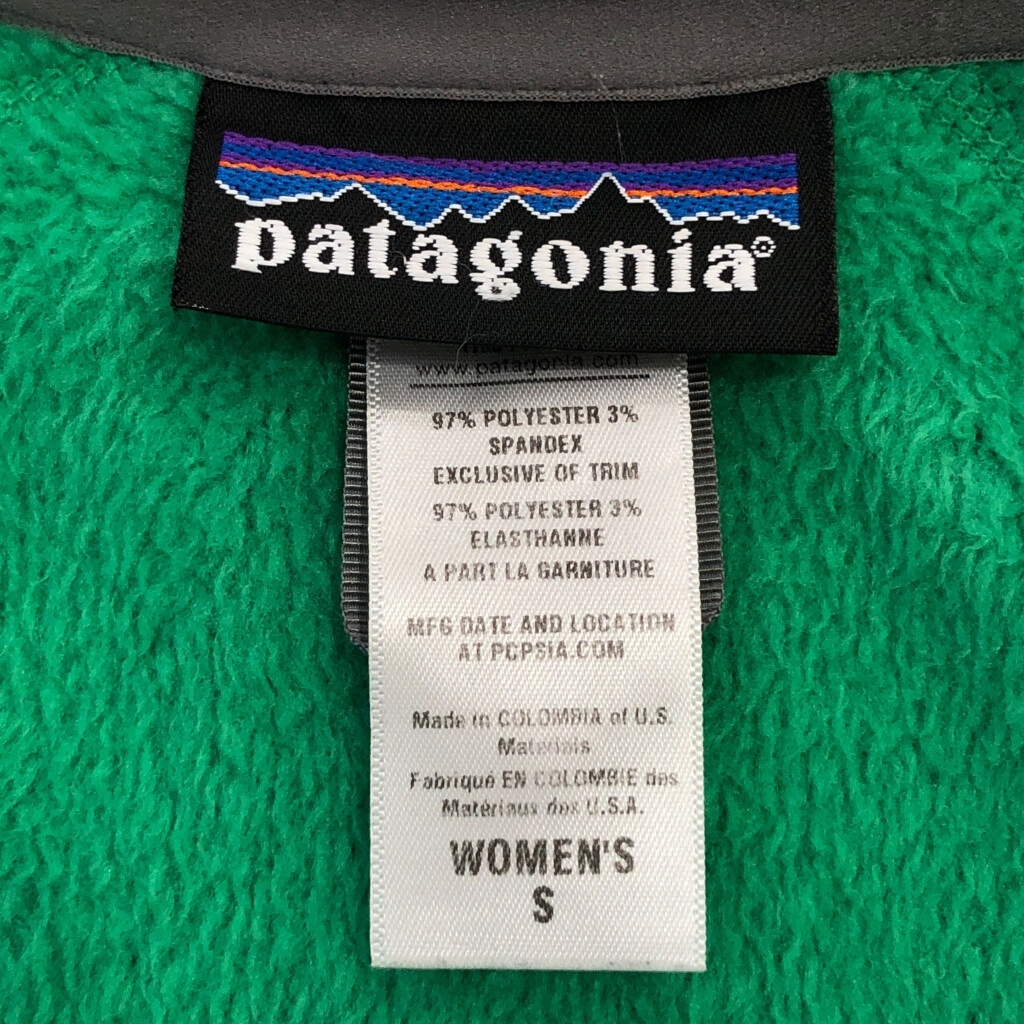 patagonia®
www.patagonia.com
97% POLYESTER 3%
SPANDEX
EXCLUSIVE OF TRIM
97% POLYESTER 3%
ELASTHANNE
A PART LA GARNITURE
MFG DATE AND LOCATION
AT PCPSIA.COM
Made in COLOMBIA of U.S.
Materials
Fabriqué EN COLOMBIE des
Matériaux des U.S.A.
WOMEN'S
S